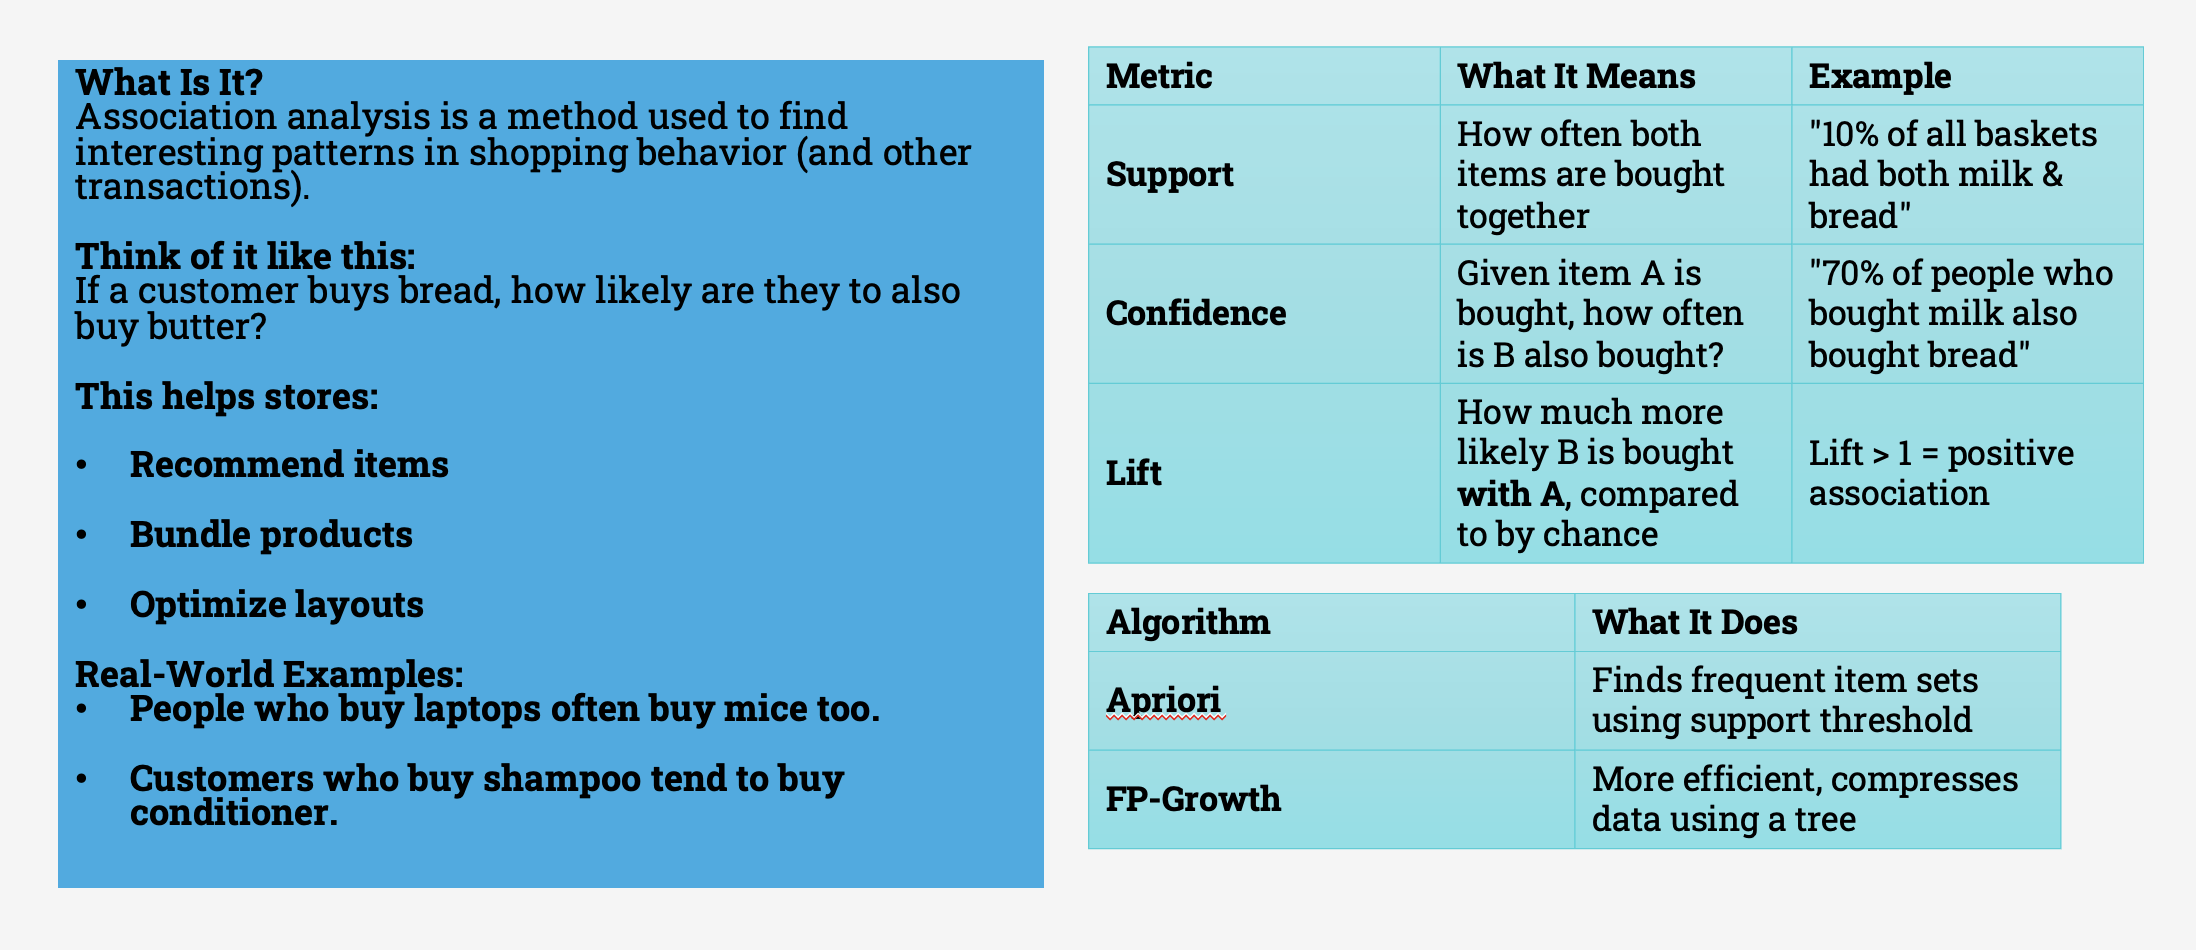 What Is It?
Association analysis is a method used to find
interesting patterns in shopping behavior (and other
transactions).
Think of it like this:
If a customer buys bread, how likely are they to also
buy butter?
This helps stores:
• Recommend items
• Bundle products
• Optimize layouts
Real-World Examples:
• People who buy laptops often buy mice too.
• Customers who buy shampoo tend to buy
conditioner.
Metric
What It Means
Example
Support
How often both
items are bought
together
"10% of all baskets
had both milk &
bread"
Confidence
Given item A is
bought, how often
is B also bought?
"70% of people who
bought milk also
bought bread"
Lift
How much more
likely B is bought
with A, compared
to by chance
Lift > 1 = positive
association
Algorithm
What It Does
Apriori
Finds frequent item sets
using support threshold
FP-Growth
More efficient, compresses
data using a tree